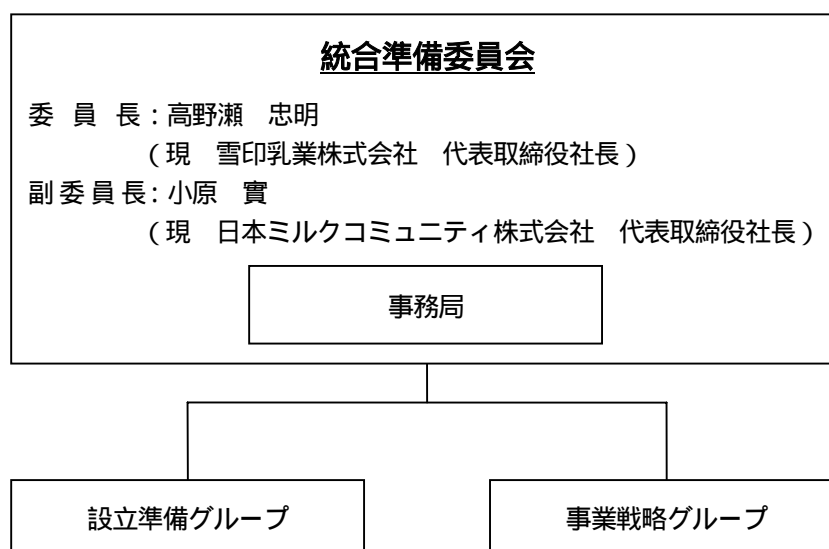 統合準備委員会
委 員 長：高野瀬　忠明
（現　雪印乳業株式会社　代表取締役社長）
副委員長：小原　實
（現　日本ミルクコミュニティ株式会社　代表取締役社長）
事務局
設立準備グループ
事業戦略グループ